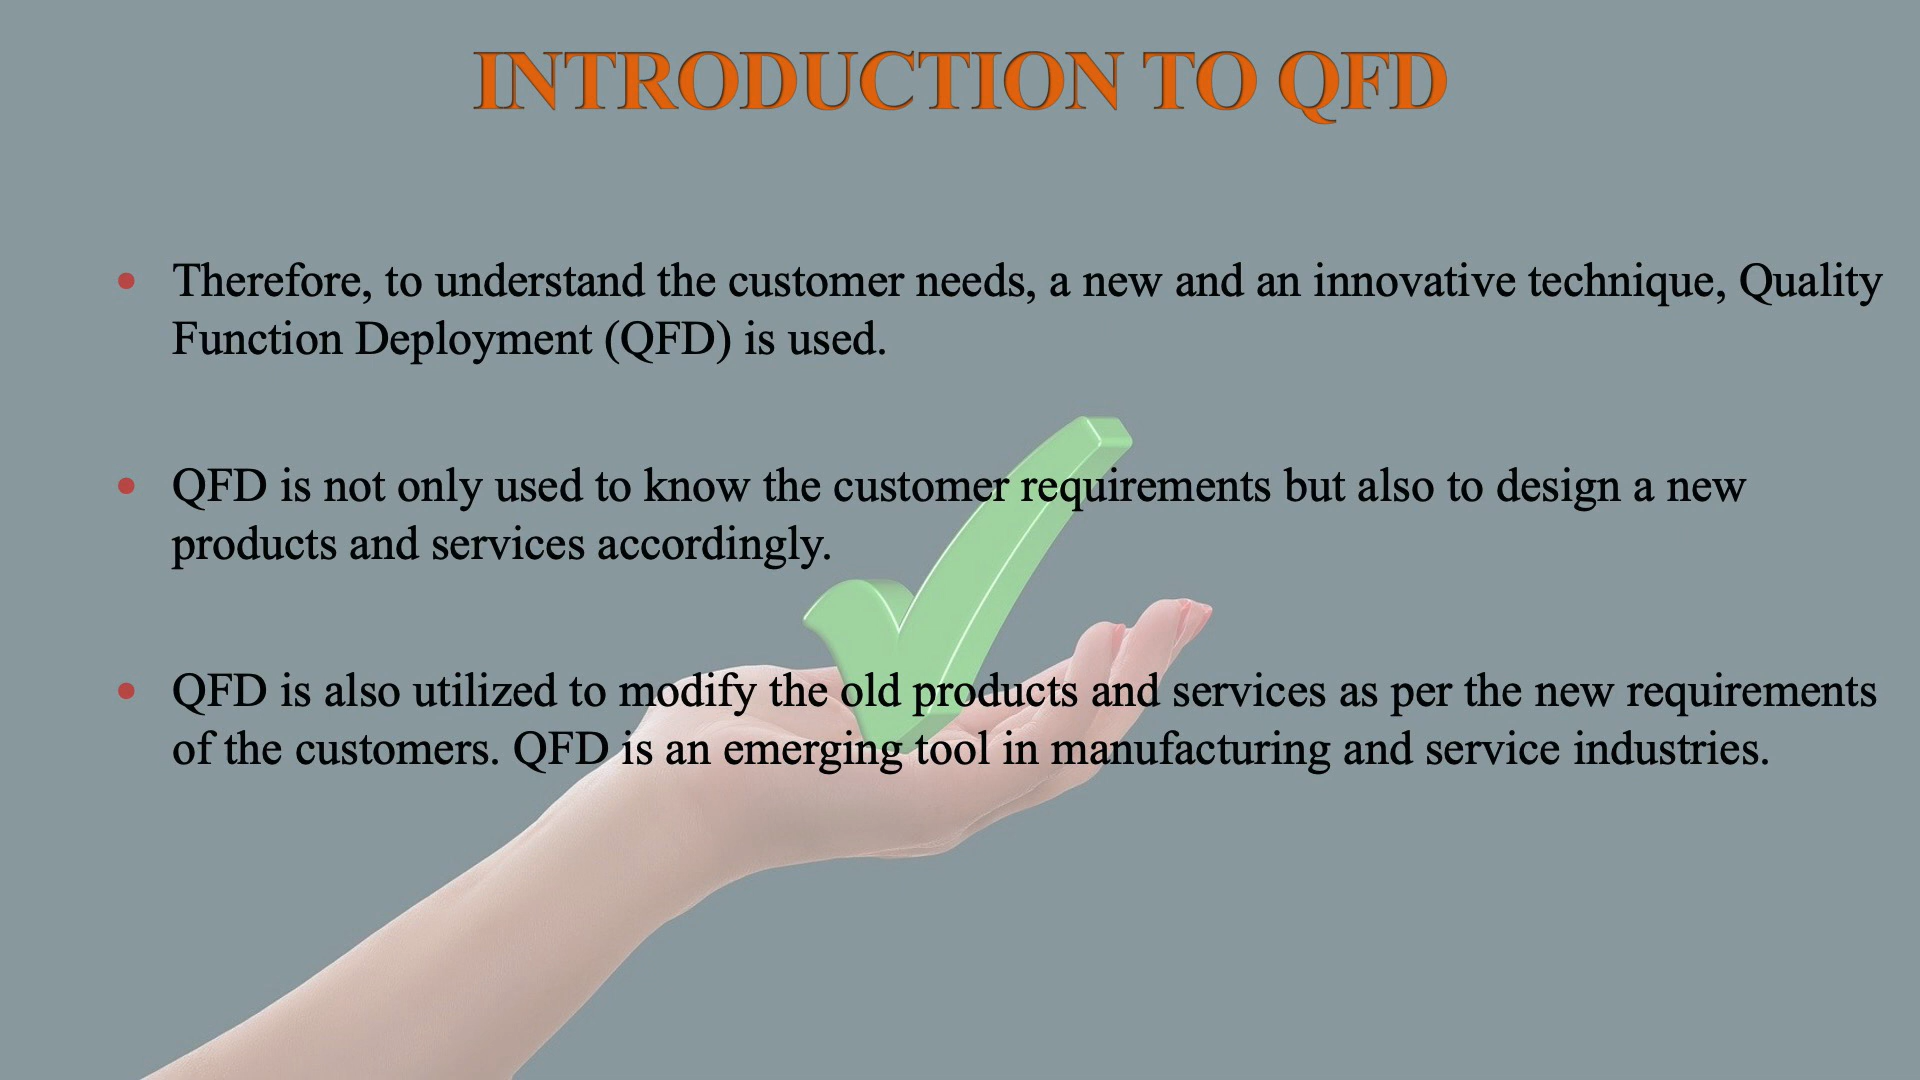 INTRODUCTION TO QFD
• Therefore, to understand the customer needs, a new and an innovative technique, Quality
Function Deployment (QFD) is used.
• QFD is not only used to know the customer requirements but also to design a new
products and services accordingly.
• QFD is also utilized to modify the old products and services as per the new requirements
of the customers. QFD is an emerging tool in manufacturing and service industries.